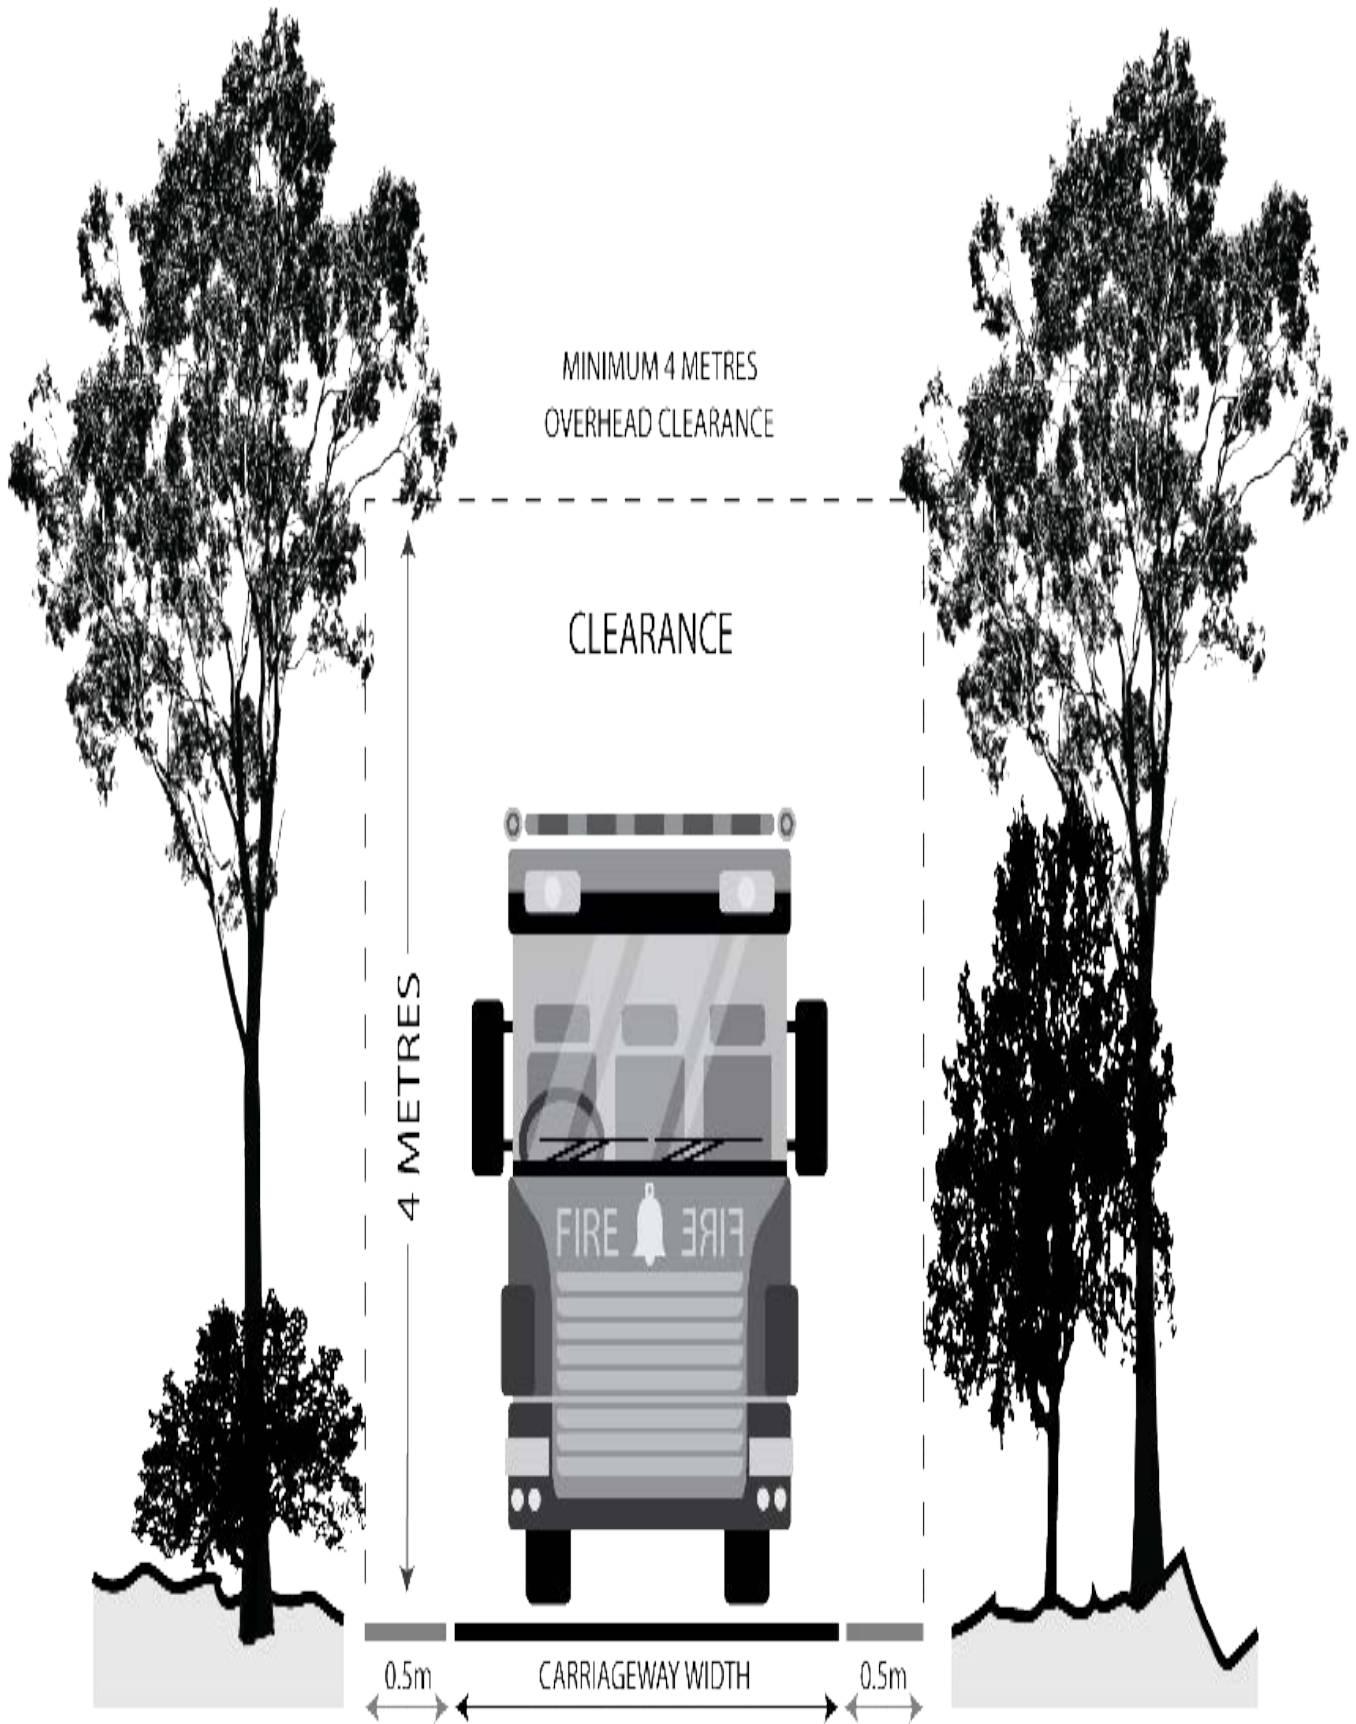 MINIMUM 4 METRES
OVERHEAD CLEARANCE
CLEARANCE
4 METRES
FIRE FIRE
0.5m CARRIAGEWAY WIDTH 0.5m